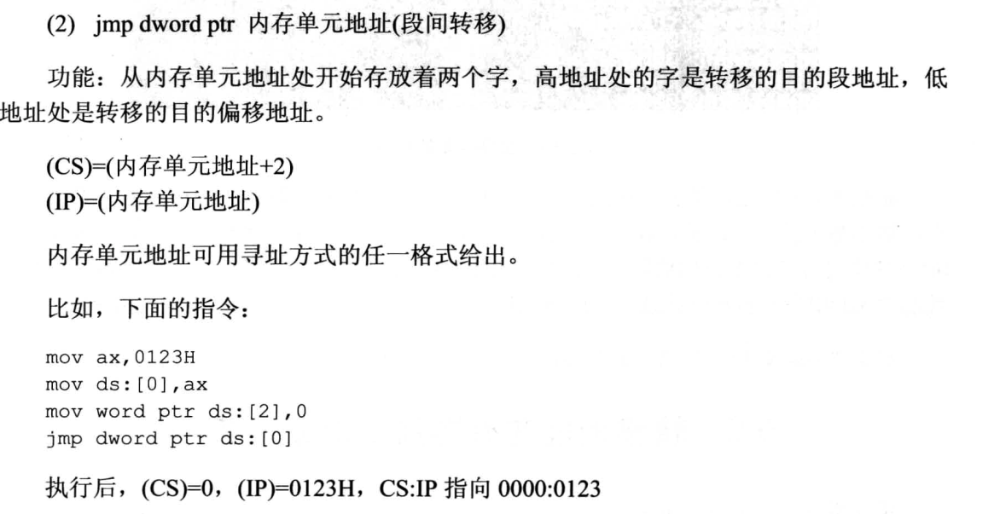 (2) jmp dword ptr 内存单元地址(段间转移)
功能：从内存单元地址处开始存放着两个字，高地址处的字是转移的目的段地址，低
地址处是转移的目的偏移地址。
(CS)=(内存单元地址+2)
(IP)=(内存单元地址)
内存单元地址可用寻址方式的任一格式给出。
比如，下面的指令：
mov ax,0123H
mov ds:[0],ax
mov word ptr ds:[2],0
jmp dword ptr ds:[0]
执行后，(CS)=0，(IP)=0123H，CS:IP 指向 0000:0123